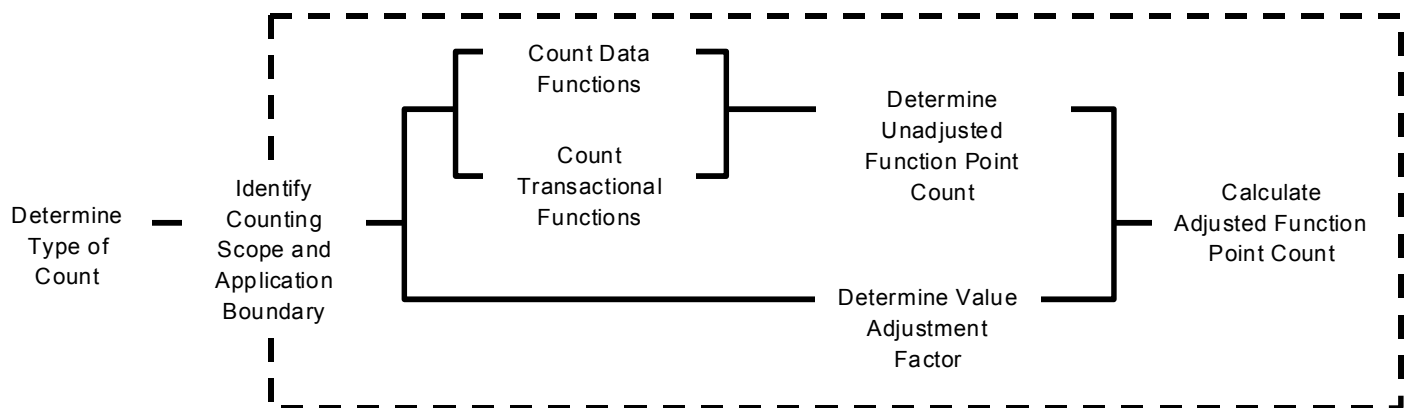 Determine
Type of
Count
Identify
Counting
Scope and
Application
Boundary
Count Data
Functions
Count
Transactional
Functions
Determine
Unadjusted
Function Point
Count
Determine Value
Adjustment
Factor
Calculate
Adjusted Function
Point Count